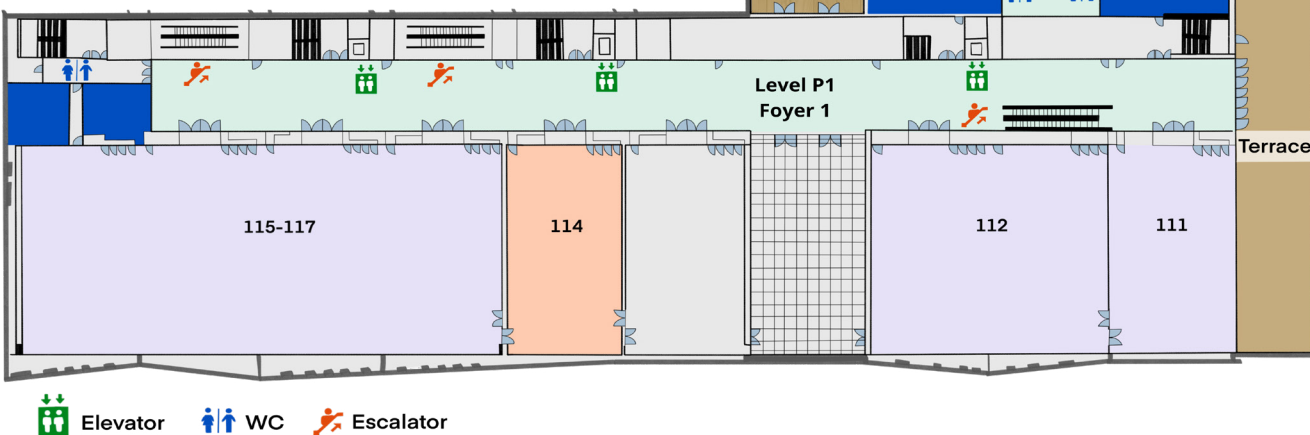 Level P1
Foyer 1
Terrace
115-117
114
112
111
Elevator
WC
Escalator